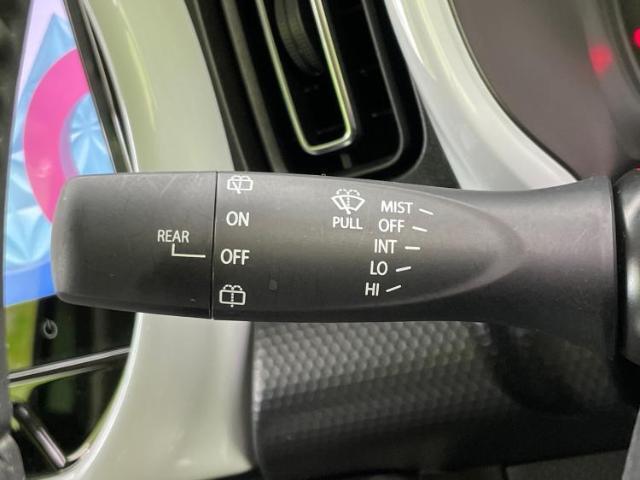 REAR
ON
OFF
PULL
MIST
OFF
INT
LO
HI